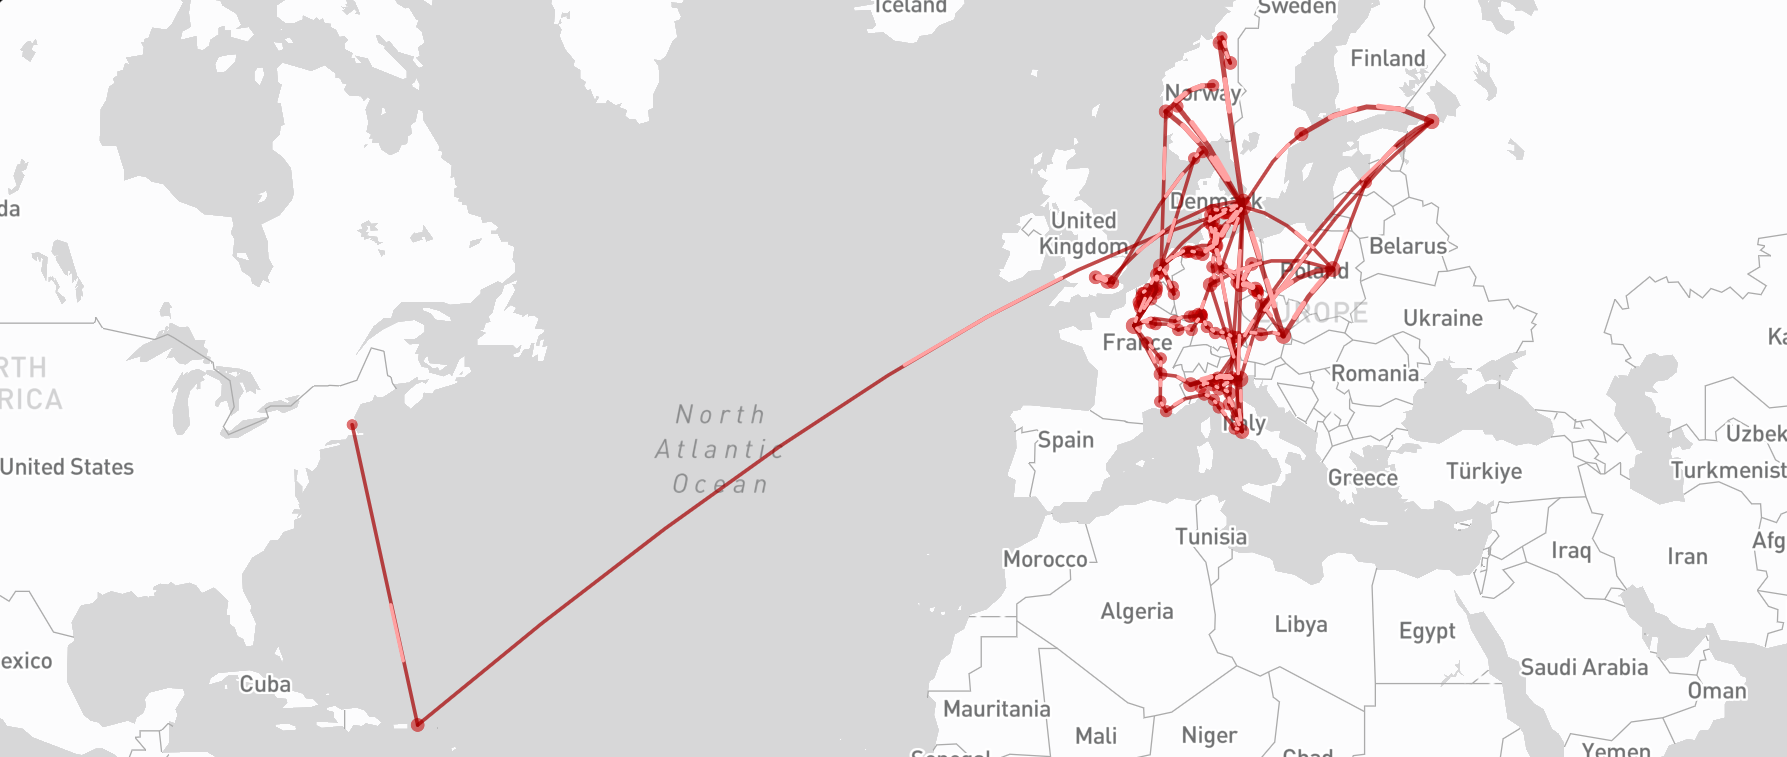 Iceland
Sweden
Finland
Norway
da
United
Kingdom
Denmark
Belarus
Poland
EUROPE
Ukraine
France
RTH
RICA
Romania
North
Atlantic
Ocean
Italy
Spain
United States
Greece
Türkiye
Uzbek
Turkmenist
Tunisia
Morocco
Iraq
Iran
Afg
Algeria
Libya
Egypt
exico
Cuba
Saudi Arabia
Oman
Mauritania
Mali
Niger
Chad
Senegal
Yemen
Ka